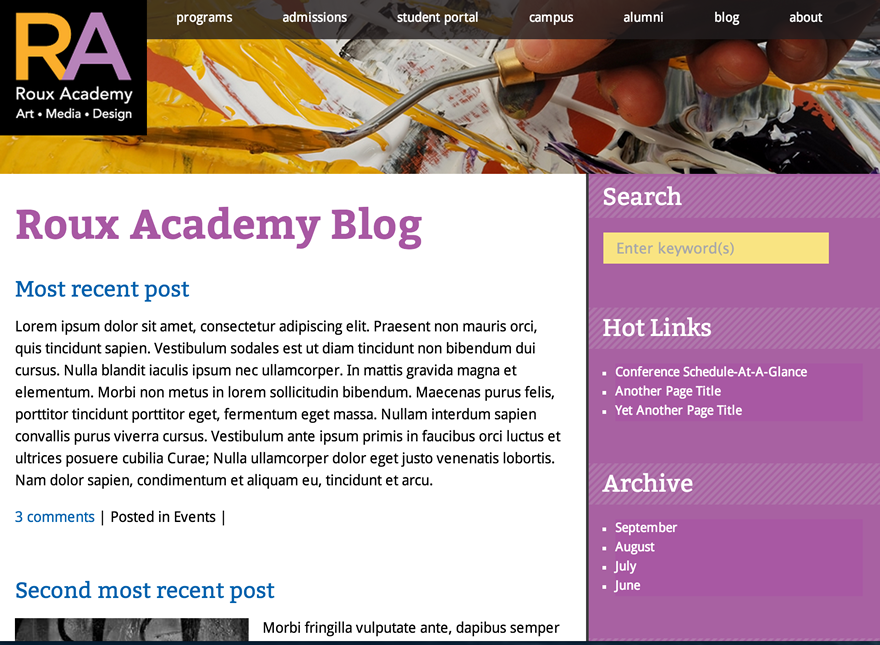 RA
Roux Academy
Art • Media • Design
programs admissions student portal campus alumni blog about
Roux Academy Blog
Most recent post
Lorem ipsum dolor sit amet, consectetur adipiscing elit. Praesent non mauris orci,
quis tincidunt sapien. Vestibulum sodales est ut diam tincidunt non bibendum dui
cursus. Nulla blandit iaculis ipsum nec ullamcorper. In mattis gravida magna et
elementum. Morbi non metus in lorem sollicitudin bibendum. Maecenas purus felis,
porttitor tincidunt porttitor eget, fermentum eget massa. Nullam interdum sapien
convallis purus viverra cursus. Vestibulum ante ipsum primis in faucibus orci luctus et
ultrices posuere cubilia Curae; Nulla ullamcorper dolor eget justo venenatis lobortis.
Nam dolor sapien, condimentum et aliquam eu, tincidunt et arcu.
3 comments | Posted in Events |
Second most recent post
Morbi fringilla vulputate ante, dapibus semper
Search
Enter keyword(s)
Hot Links
Conference Schedule-At-A-Glance
Another Page Title
Yet Another Page Title
Archive
September
August
July
June